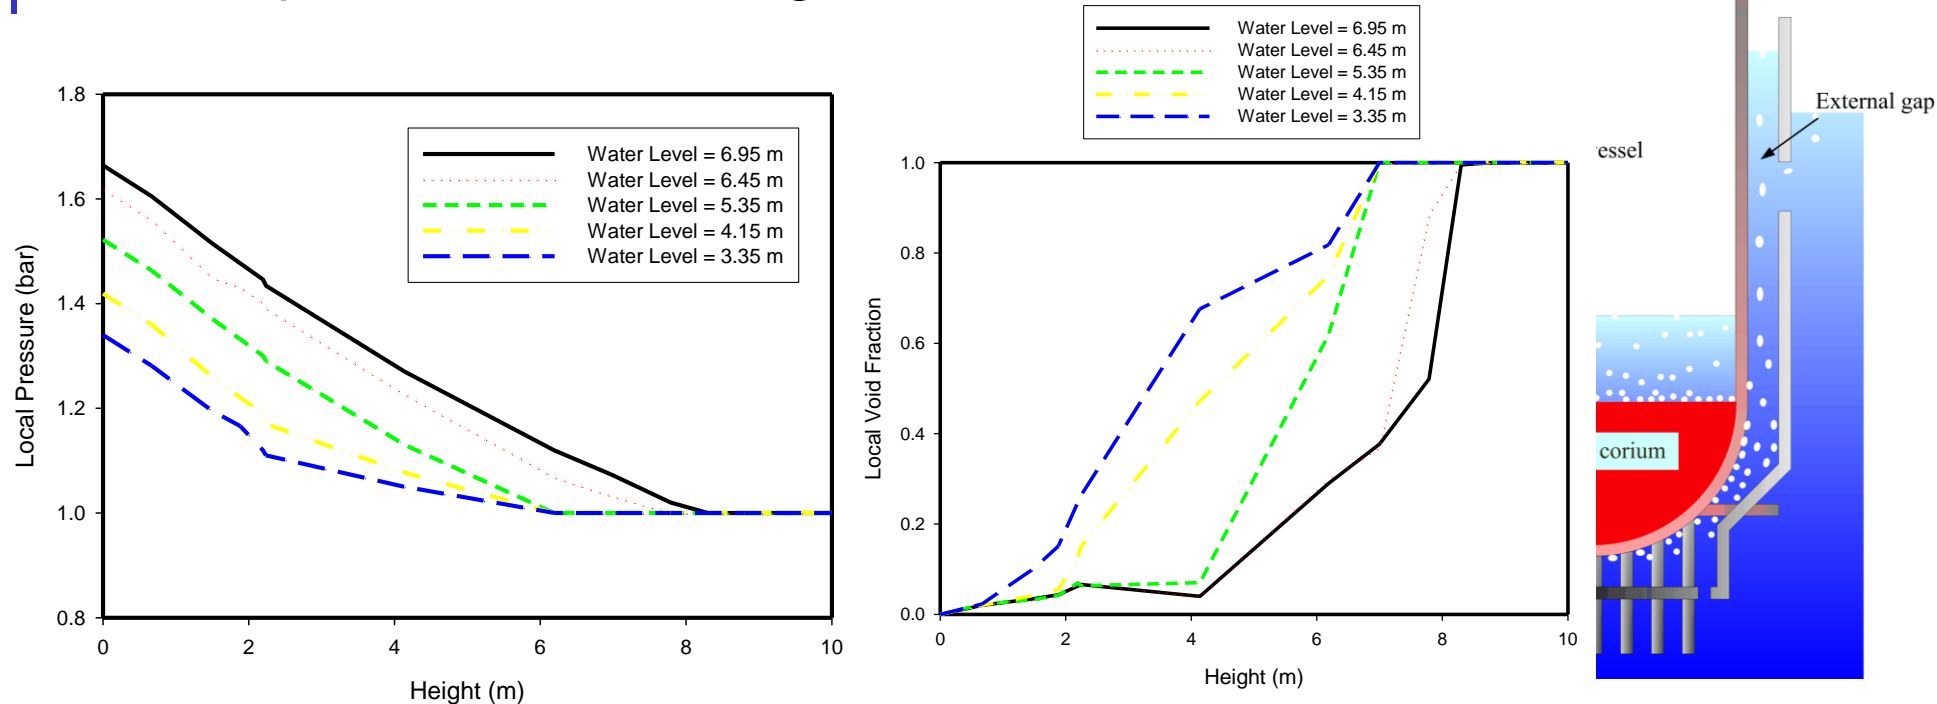 1.8
1.6
1.4
1.2
1.0
0.8
0
2
4
6
8
10
Local Pressure (bar)
Height (m)
Water Level = 6.95 m
Water Level = 6.45 m
Water Level = 5.35 m
Water Level = 4.15 m
Water Level = 3.35 m
Water Level = 6.95 m
Water Level = 6.45 m
Water Level = 5.35 m
Water Level = 4.15 m
Water Level = 3.35 m
1.0
0.8
0.6
0.4
0.2
0.0
0
2
4
6
8
10
Local Void Fraction
Height (m)
External gap
essel
corium